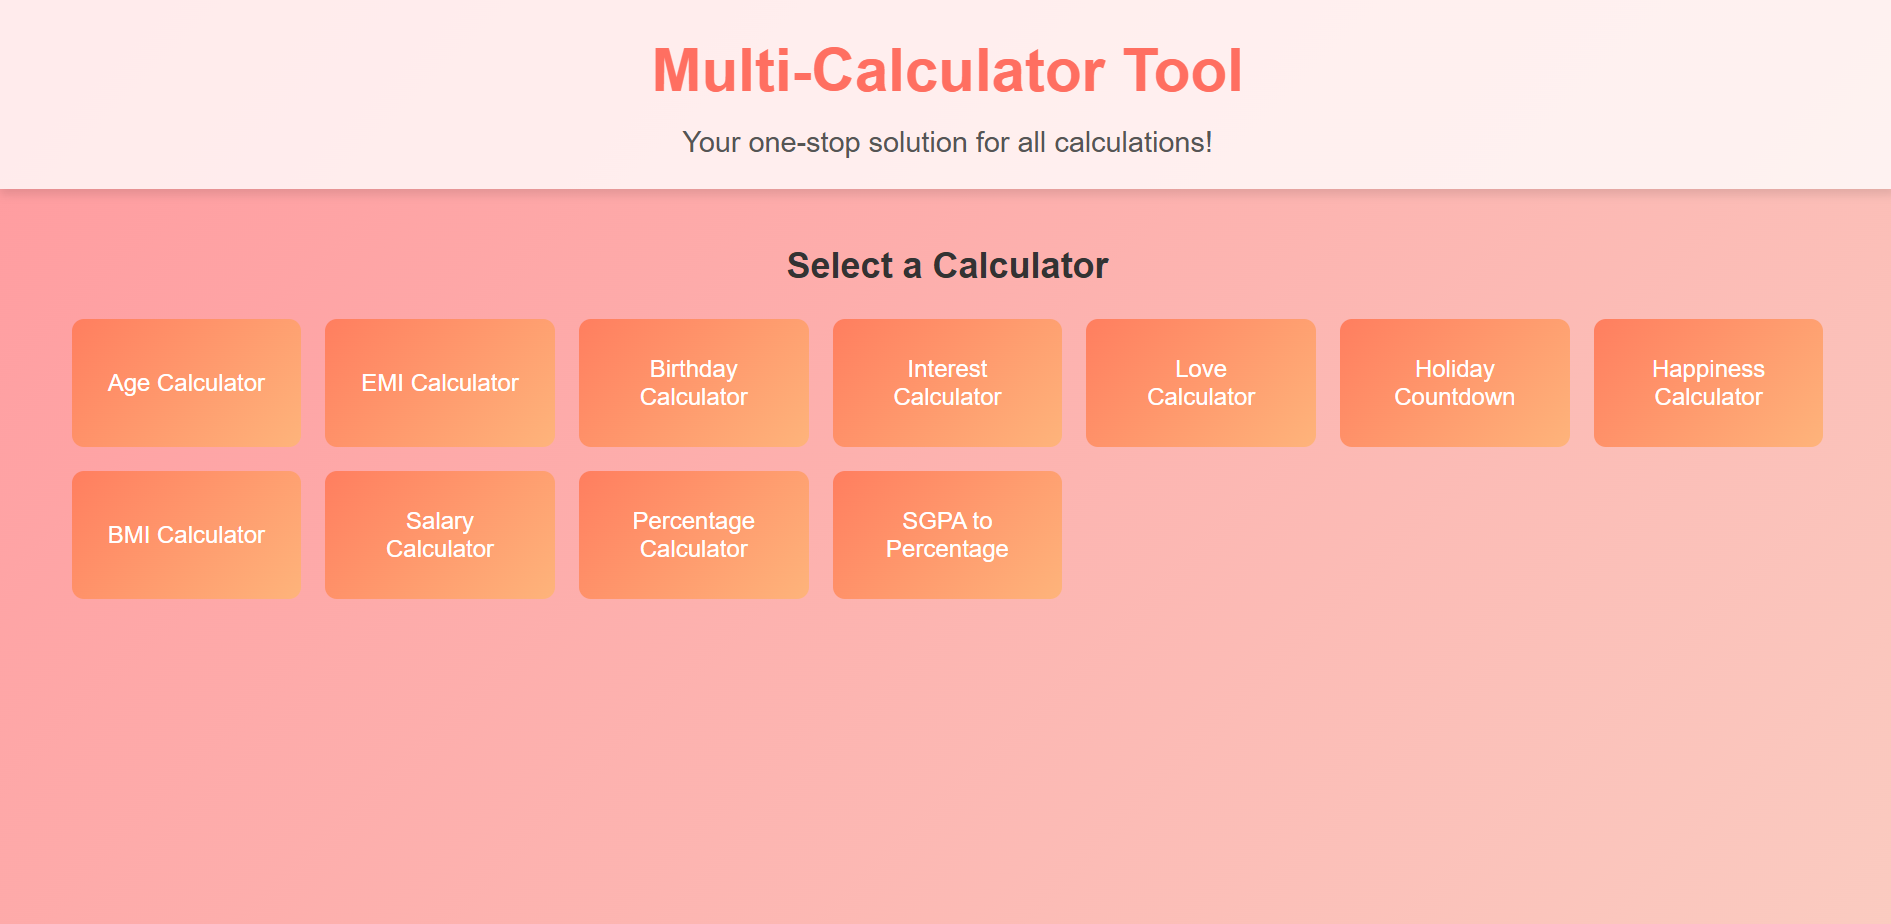 Multi-Calculator Tool
Your one-stop solution for all calculations!
Select a Calculator
Age Calculator
EMI Calculator
Birthday
Calculator
Interest
Calculator
Love
Calculator
Holiday
Countdown
Happiness
Calculator
BMI Calculator
Salary
Calculator
Percentage
Calculator
SGPA to
Percentage